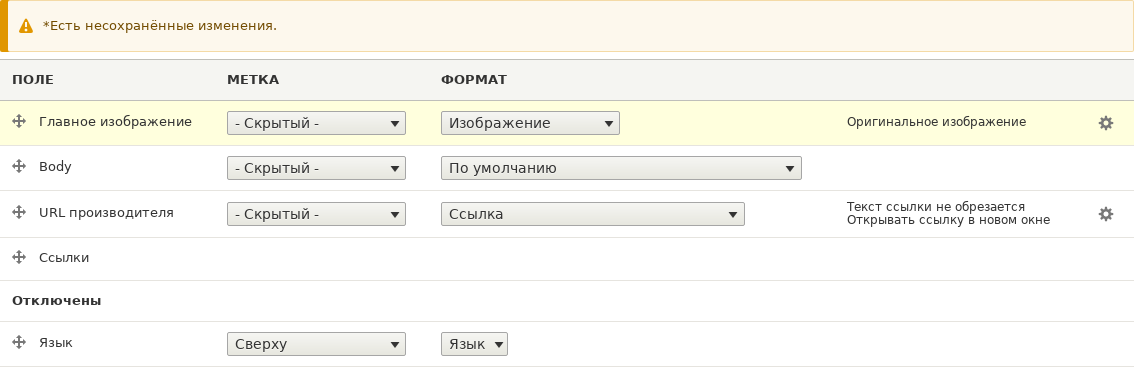 *Есть несохранённые изменения.
ПОЛЕ МЕТКА ФОРМАТ
Главное изображение - Скрытый - Изображение Оригинальное изображение
Body - Скрытый - По умолчанию
URL производителя - Скрытый - Ссылка Текст ссылки не обрезается
Открывать ссылку в новом окне
Ссылки
Отключены
Язык Сверху Язык